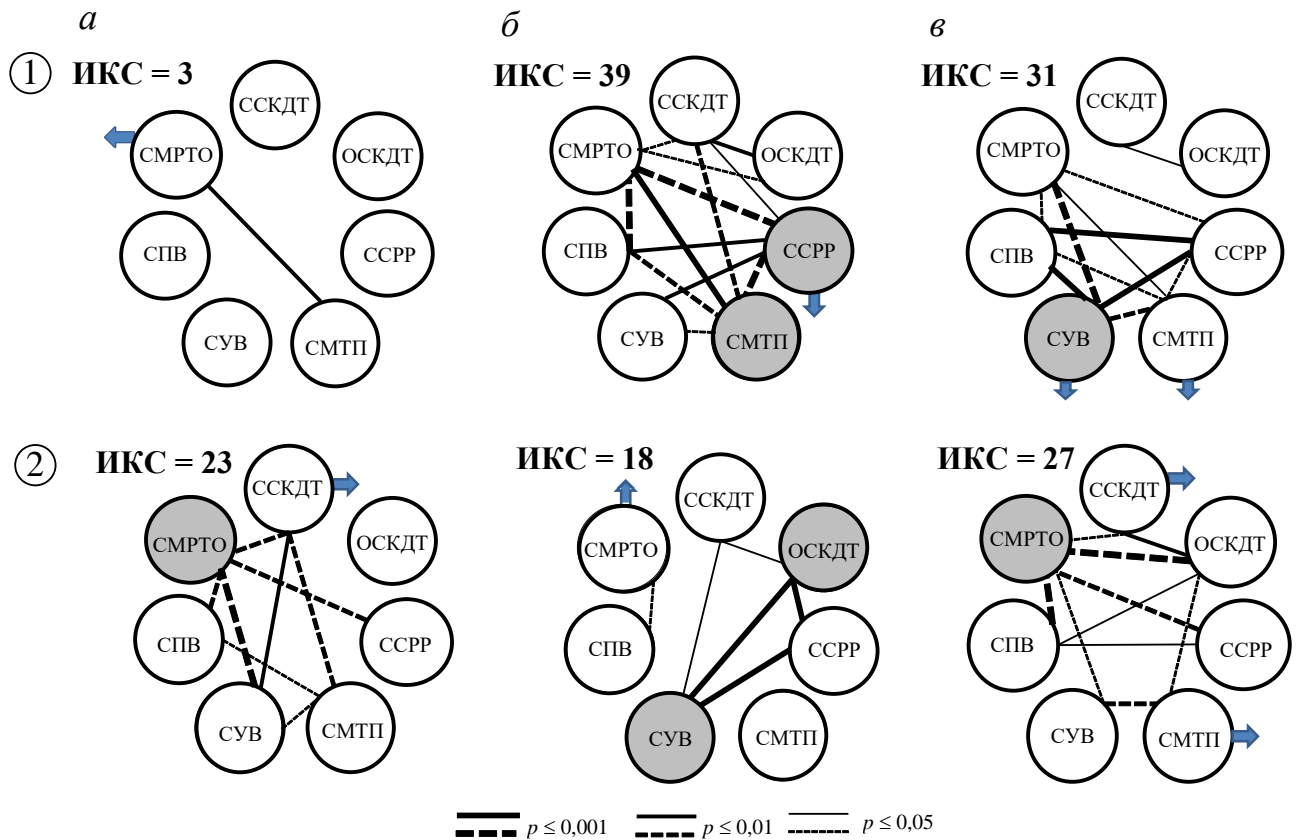 а б в
1 ИКС = 3 ИКС = 39 ИКС = 31
ССКДТ ССКДТ ССКДТ
СМРТО ОСКДТ СМРТО ОСКДТ СМРТО ОСКДТ
СПВ ССРР СПВ ССРР СПВ ССРР
СУВ СМТП СУВ СМТП СУВ СМТП
2 ИКС = 23 ИКС = 18 ИКС = 27
ССКДТ ССКДТ ССКДТ
СМРТО ОСКДТ СМРТО ОСКДТ СМРТО ОСКДТ
СПВ ССРР СПВ ССРР СПВ ССРР
СУВ СМТП СУВ СМТП СУВ СМТП
p ≤ 0,001 p ≤ 0,01 p ≤ 0,05